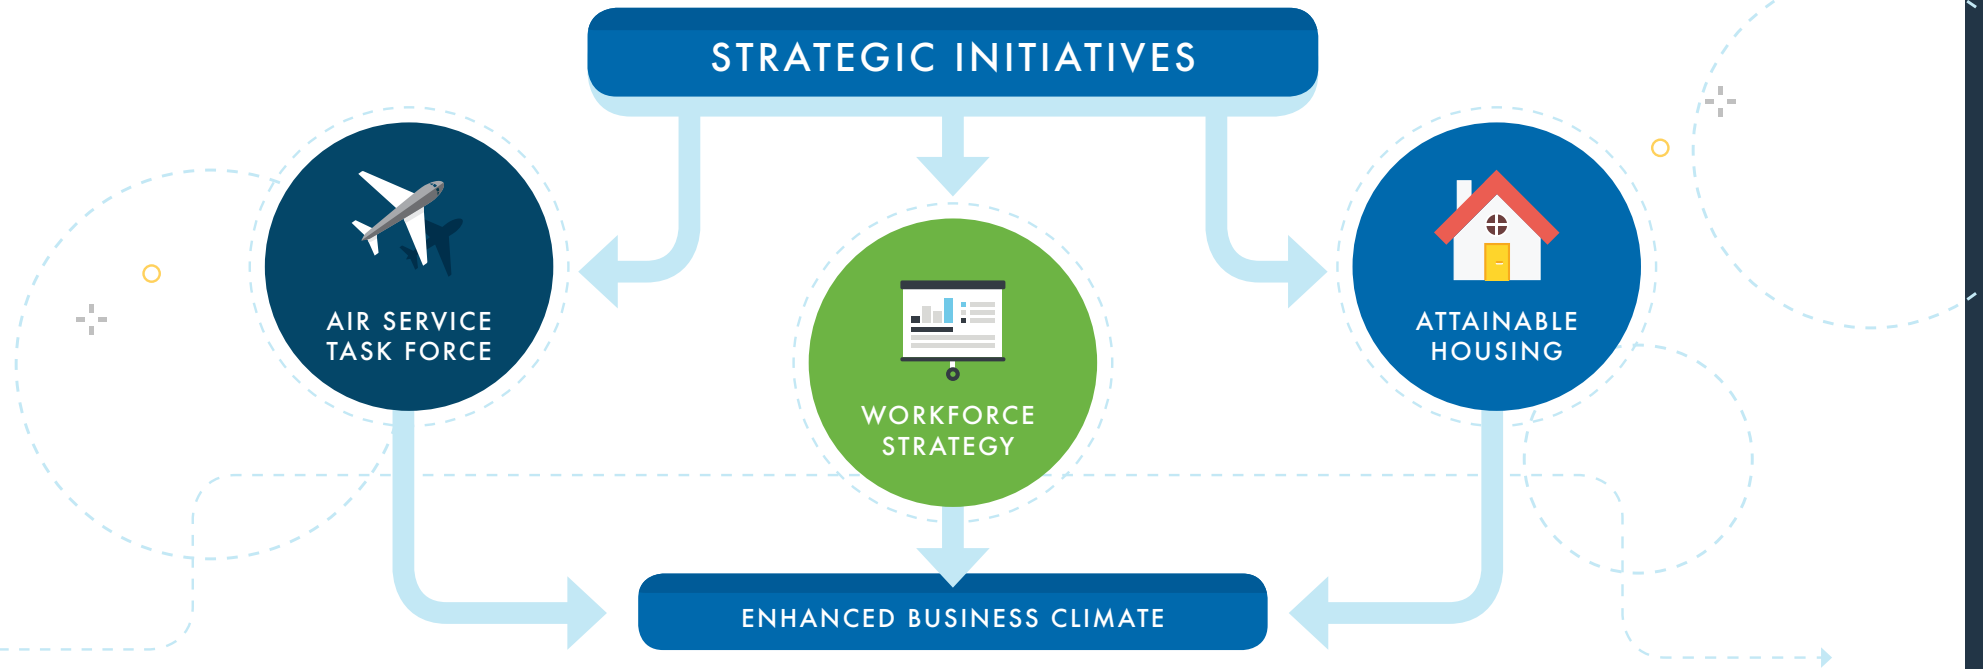 STRATEGIC INITIATIVES
AIR SERVICE
TASK FORCE
WORKFORCE
STRATEGY
ATTAINABLE
HOUSING
ENHANCED BUSINESS CLIMATE